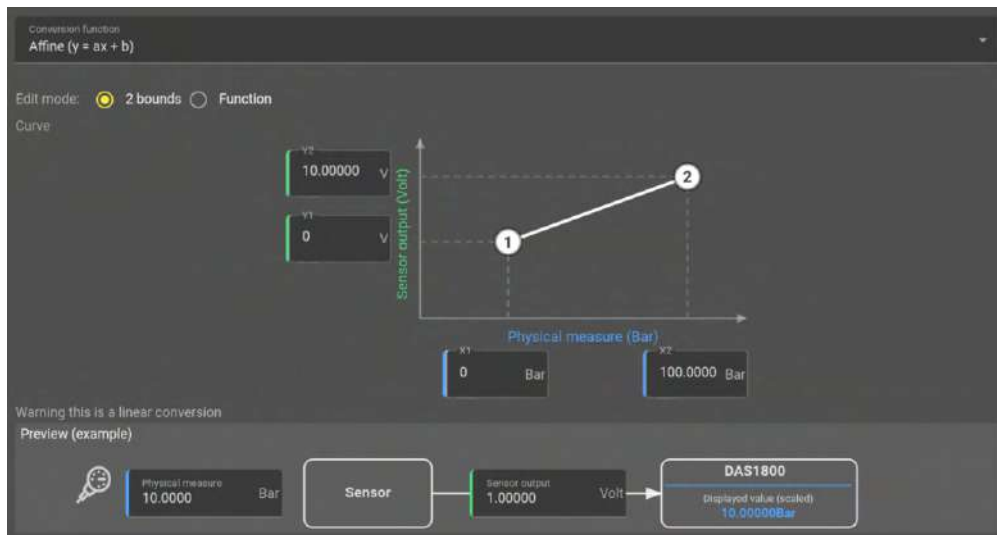 Conversion function
Affine (y = ax + b)
Edit mode: 2 bounds Function
Curve
Y2
10.00000 V
Y1
0 V
Sensor output (Volt)
1
2
Physical measure (Bar)
X1
0 Bar
X2
100.0000 Bar
Warning this is a linear conversion
Preview (example)
Physical measure
10.0000 Bar
Sensor
Sensor output
1.00000 Volt
DAS1800
Displayed value (scaled)
10.00000Bar